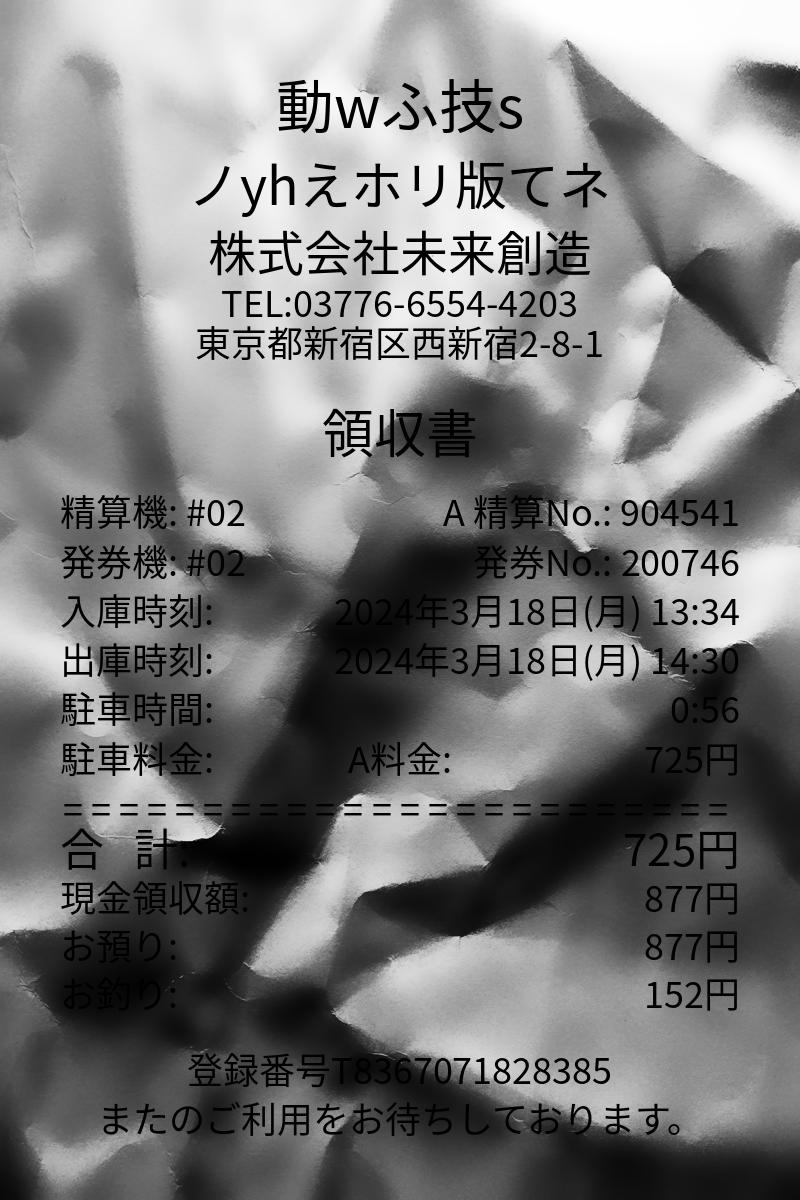 動wふ技s
ノyhえホリ版てネ
株式会社未来創造
TEL:03776-6554-4203
東京都新宿区西新宿2-8-1
領収書
精算機: #02 A 精算No.: 904541
発券機: #02 発券No.: 200746
入庫時刻: 2024年3月18日(月) 13:34
出庫時刻: 2024年3月18日(月) 14:30
駐車時間: 0:56
駐車料金: A料金: 725円
========================
合 計: 725円
現金領収額: 877円
お預り: 877円
お釣り: 152円
登録番号T8367071828385
またのご利用をお待ちしております。